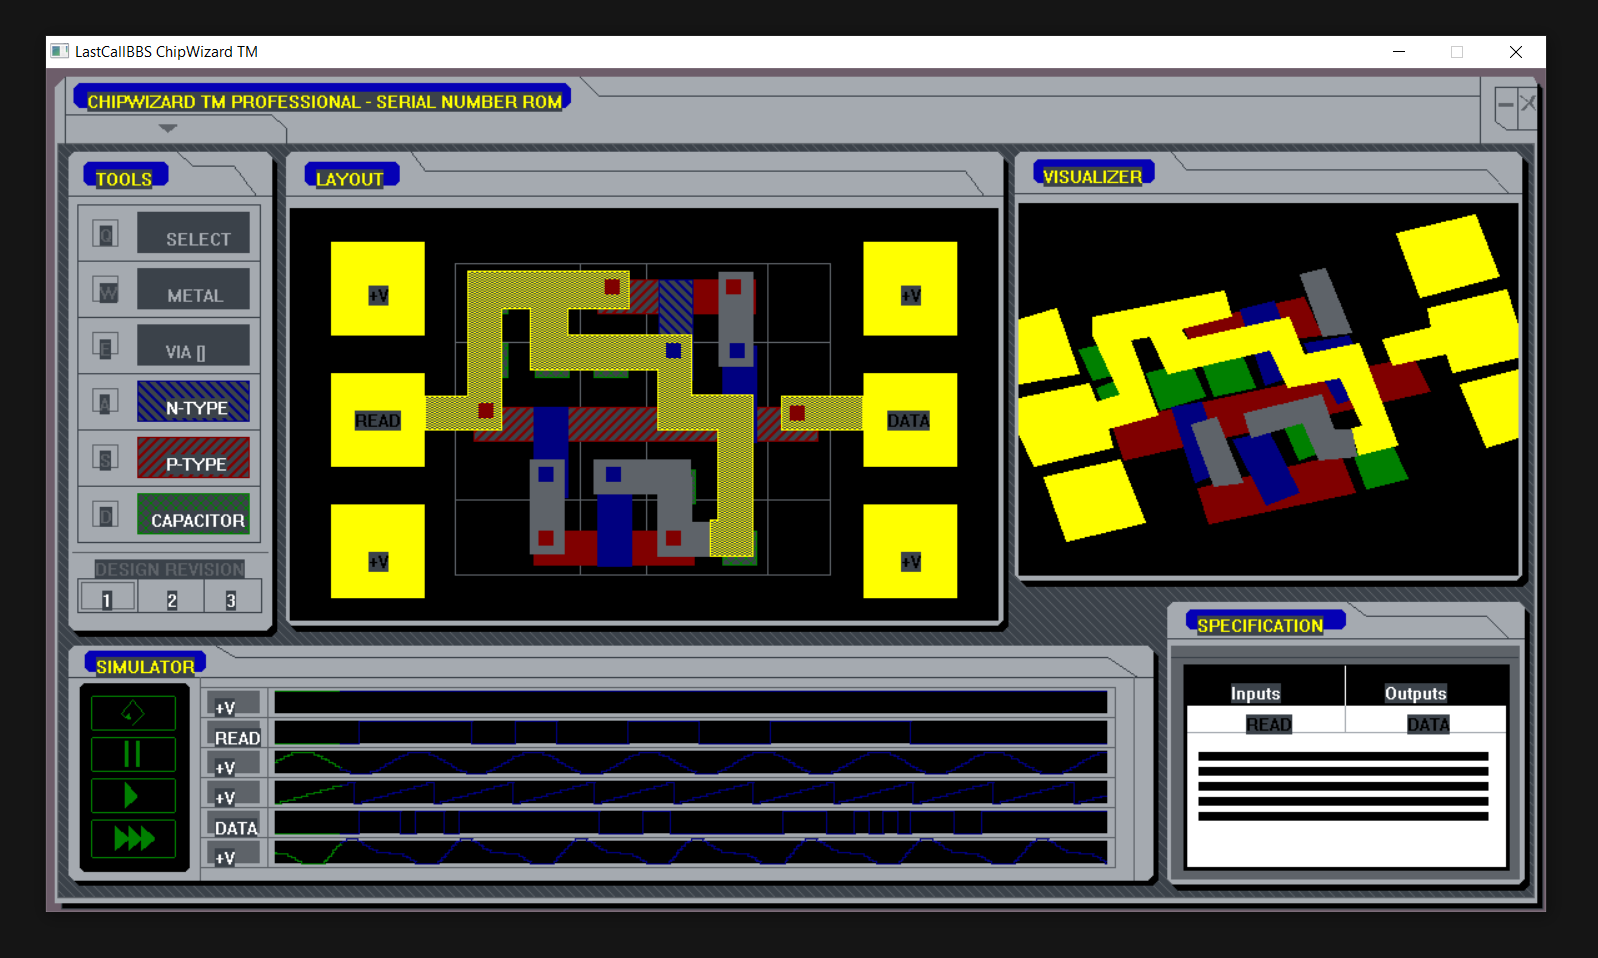 LastCallBBS ChipWizard TM
CHIPWIZARD TM PROFESSIONAL - SERIAL NUMBER ROM
TOOLS
Q SELECT
W METAL
E VIA []
A N-TYPE
S P-TYPE
D CAPACITOR
DESIGN REVISION
1 2 3
LAYOUT
+V +V
READ DATA
+V +V
VISUALIZER
SIMULATOR
+V
READ
+V
+V
DATA
+V
SPECIFICATION
Inputs Outputs
READ DATA